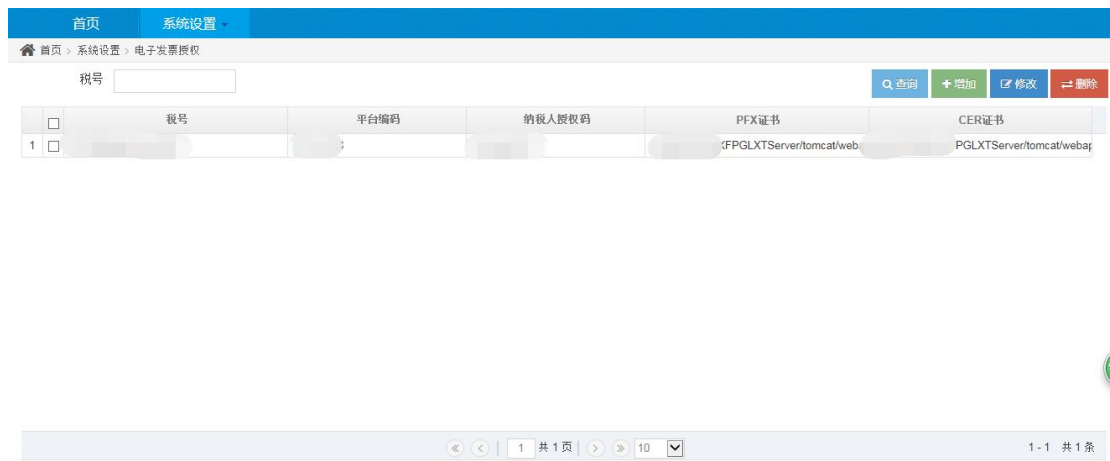 首页 系统设置
首页 > 系统设置 > 电子发票授权
税号 查询 增加 修改 删除
税号 平台编码 纳税人授权码 PFX证书 CER证书
1 KFPGLXTServer/tomcat/web PGLXTServer/tomcat/webap
1 共 1 页 10 1 - 1 共 1 条